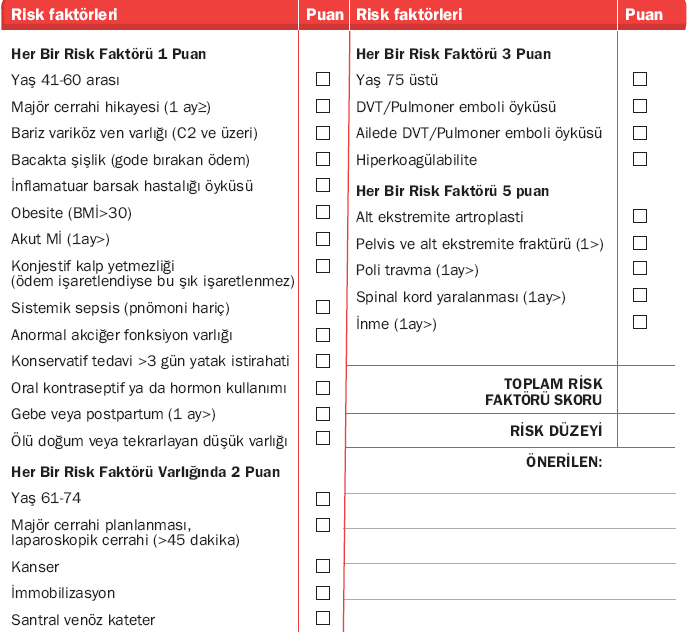 Risk faktörleri
Puan
Her Bir Risk Faktörü 1 Puan
Yaş 41-60 arası
Majör cerrahi hikayesi (1 ay≥)
Bariz variköz ven varlığı (C2 ve üzeri)
Bacakta şişlik (gode bırakan ödem)
İnflamatuar barsak hastalığı öyküsü
Obesite (BMİ>30)
Akut Mİ (1ay>)
Konjestif kalp yetmezliği
(ödem işaretlendiyse bu şık işaretlenmez)
Sistemik sepsis (pnömoni hariç)
Anormal akciğer fonksiyon varlığı
Konservatif tedavi >3 gün yatak istirahati
Oral kontraseptif ya da hormon kullanımı
Gebe veya postpartum (1 ay>)
Ölü doğum veya tekrarlayan düşük varlığı
Her Bir Risk Faktörü Varlığında 2 Puan
Yaş 61-74
Majör cerrahi planlanması,
laparoskopik cerrahi (>45 dakika)
Kanser
İmmobilizasyon
Santral venöz kateter
Risk faktörleri
Puan
Her Bir Risk Faktörü 3 Puan
Yaş 75 üstü
DVT/Pulmoner emboli öyküsü
Ailede DVT/Pulmoner emboli öyküsü
Hiperkoagülabilite
Her Bir Risk Faktörü 5 puan
Alt ekstremite artroplasti
Pelvis ve alt ekstremite fraktürü (1>)
Poli travma (1ay>)
Spinal kord yaralanması (1ay>)
İnme (1ay>)
TOPLAM RİSK
FAKTÖRÜ SKORU
RİSK DÜZEYİ
ÖNERİLEN: